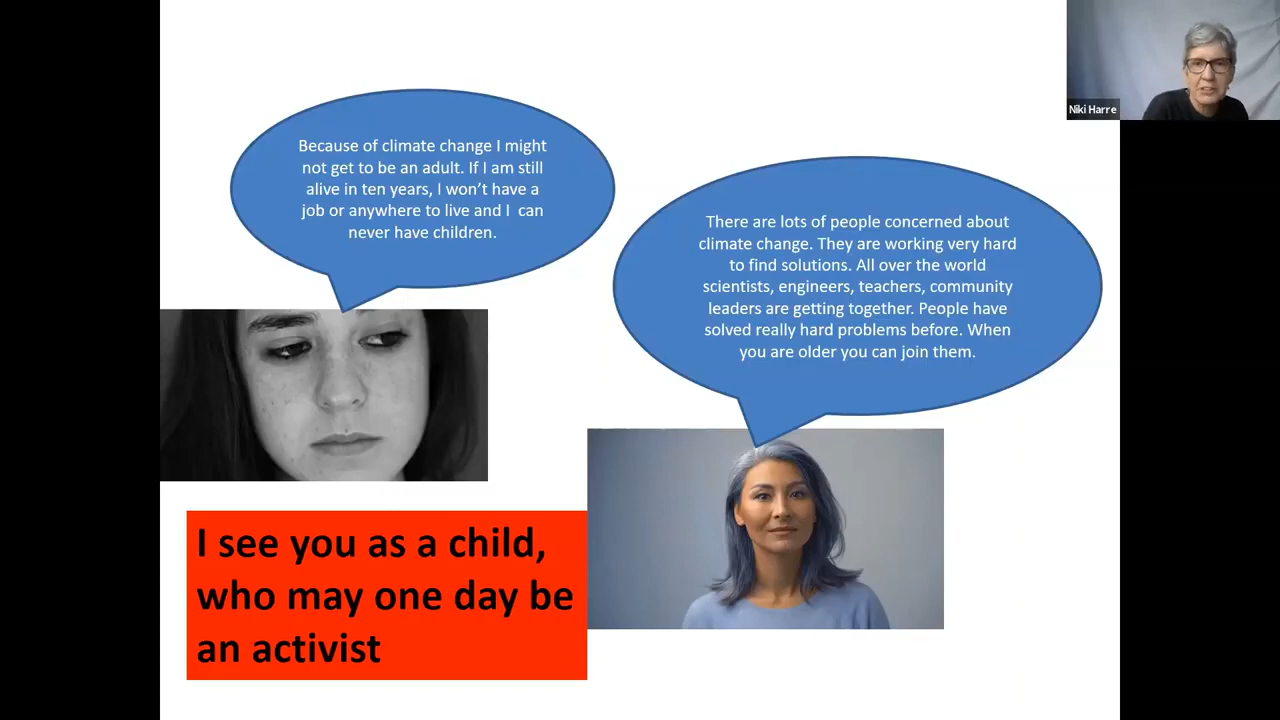 Niki Harre
Because of climate change I might
not get to be an adult. If I am still
alive in ten years, I won’t have a
job or anywhere to live and I  can
never have children.
There are lots of people concerned about
climate change. They are working very hard
to find solutions. All over the world
scientists, engineers, teachers, community
leaders are getting together. People have
solved really hard problems before. When
you are older you can join them.
I see you as a child,
who may one day be
an activist